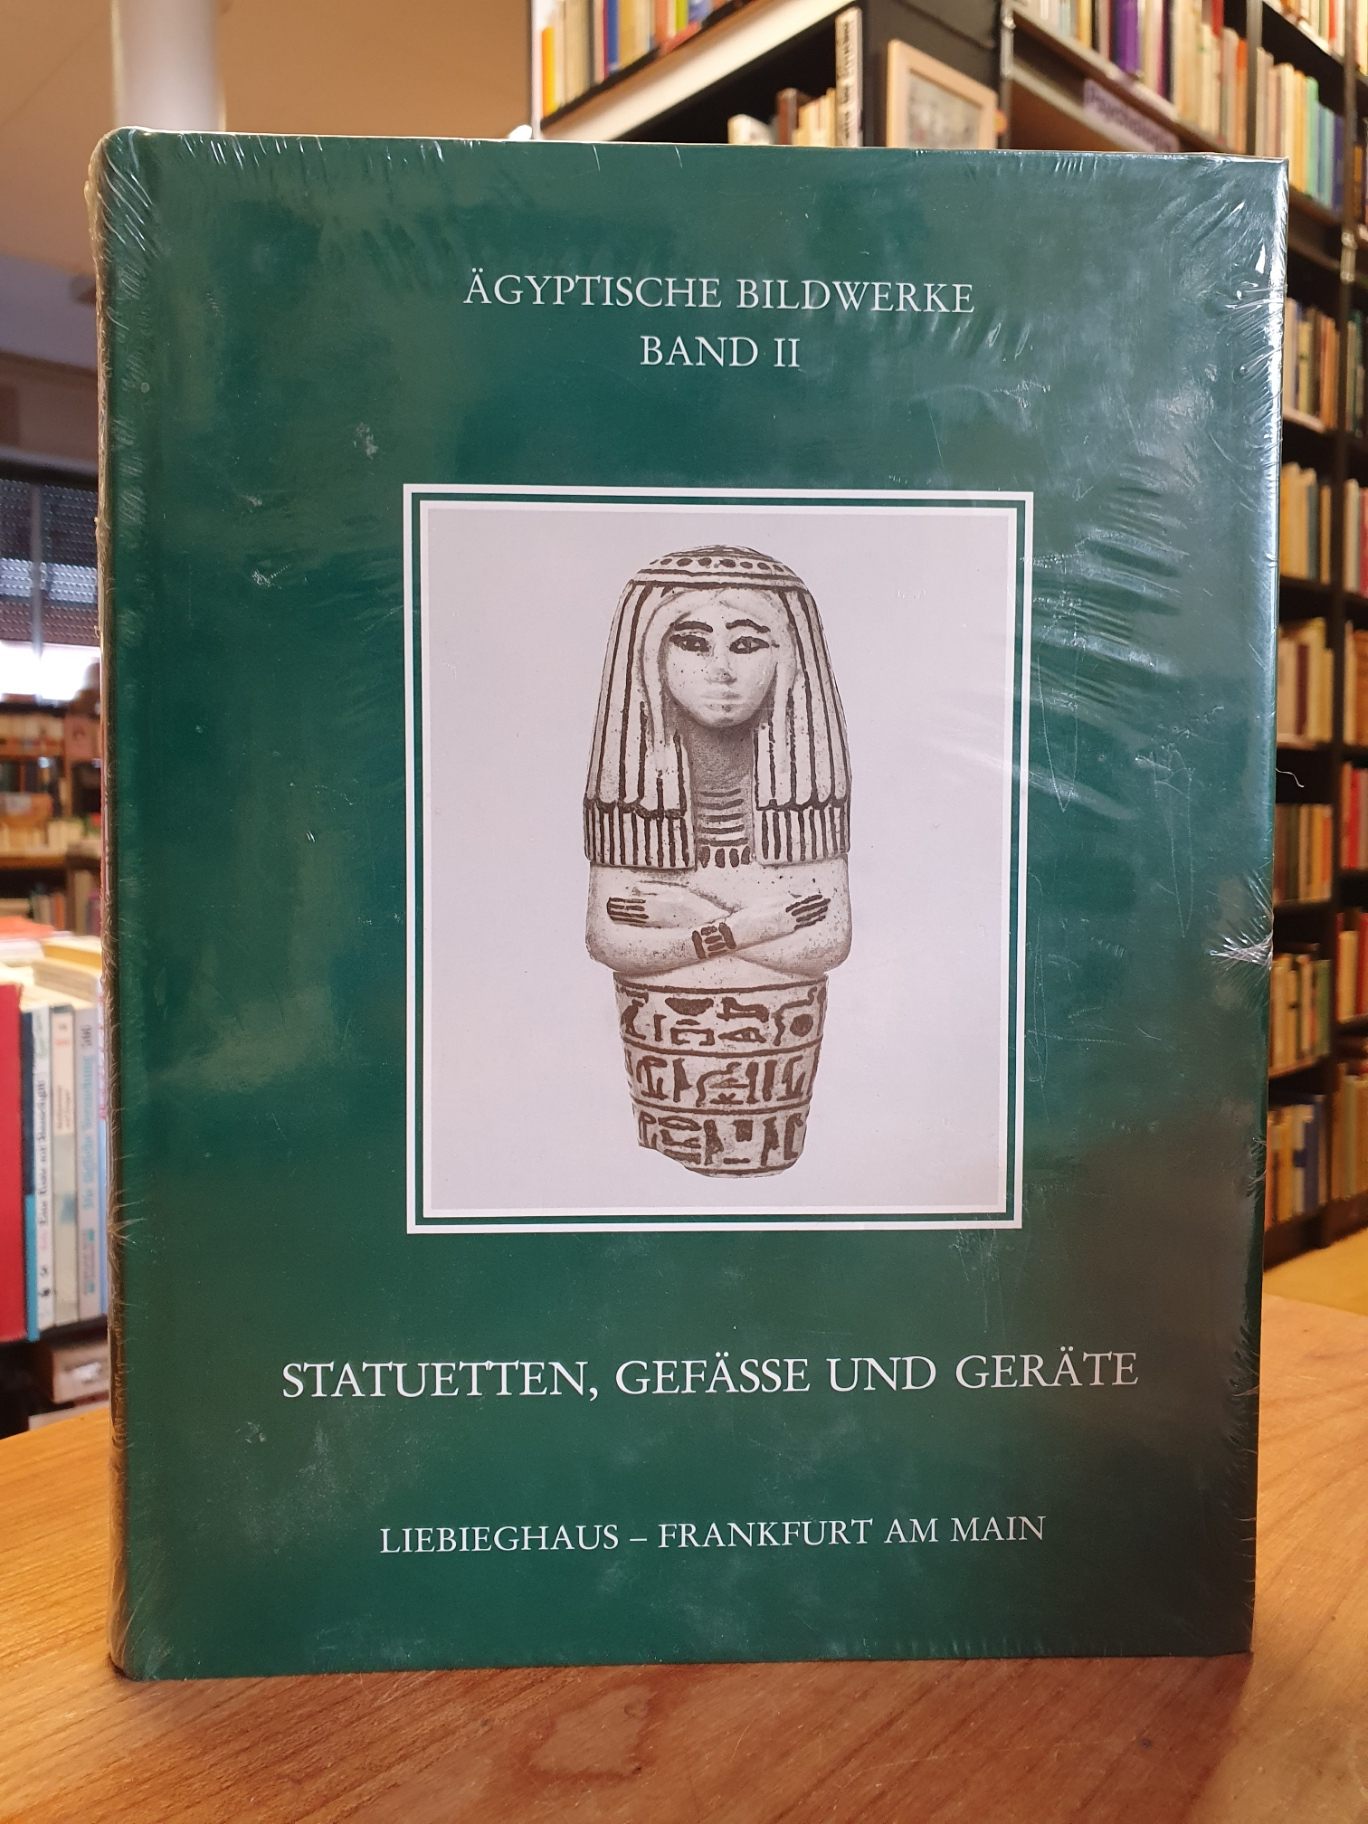 ÄGYPTISCHE BILDWERKE
BAND II
STATUETTEN, GEFÄSSE UND GERÄTE
LIEBIEGHAUS – FRANKFURT AM MAIN